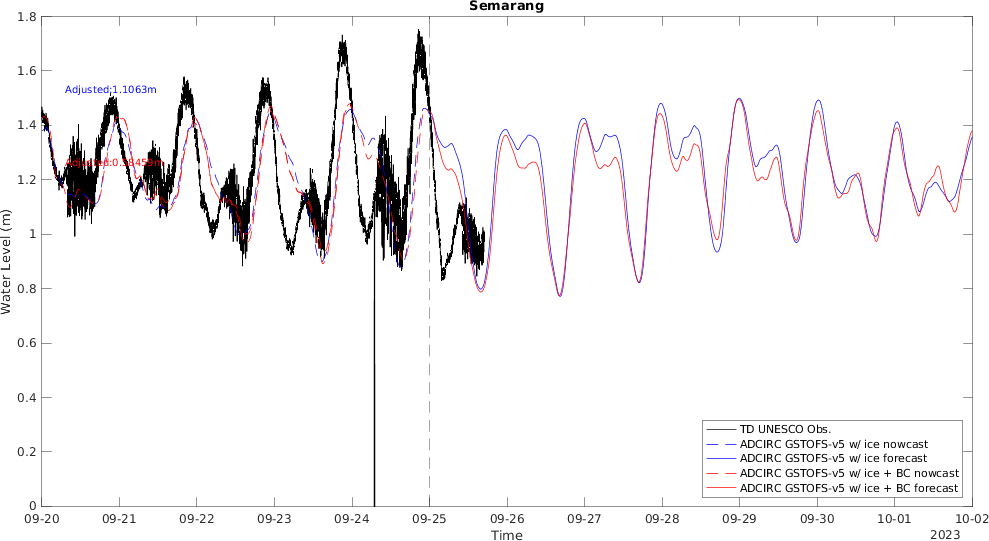 Semarang
1.8
1.6
1.4
1.2
1
0.8
0.6
0.4
0.2
0
Water Level (m)
Adjusted:1.1063m
09-20
09-21
09-22
09-23
09-24
09-25
09-26
09-27
09-28
09-29
09-30
10-01
10-02
Time
2023
TD UNESCO Obs.
ADCIRC GSTOFS-v5 w/ ice nowcast
ADCIRC GSTOFS-v5 w/ ice forecast
ADCIRC GSTOFS-v5 w/ ice + BC nowcast
ADCIRC GSTOFS-v5 w/ ice + BC forecast